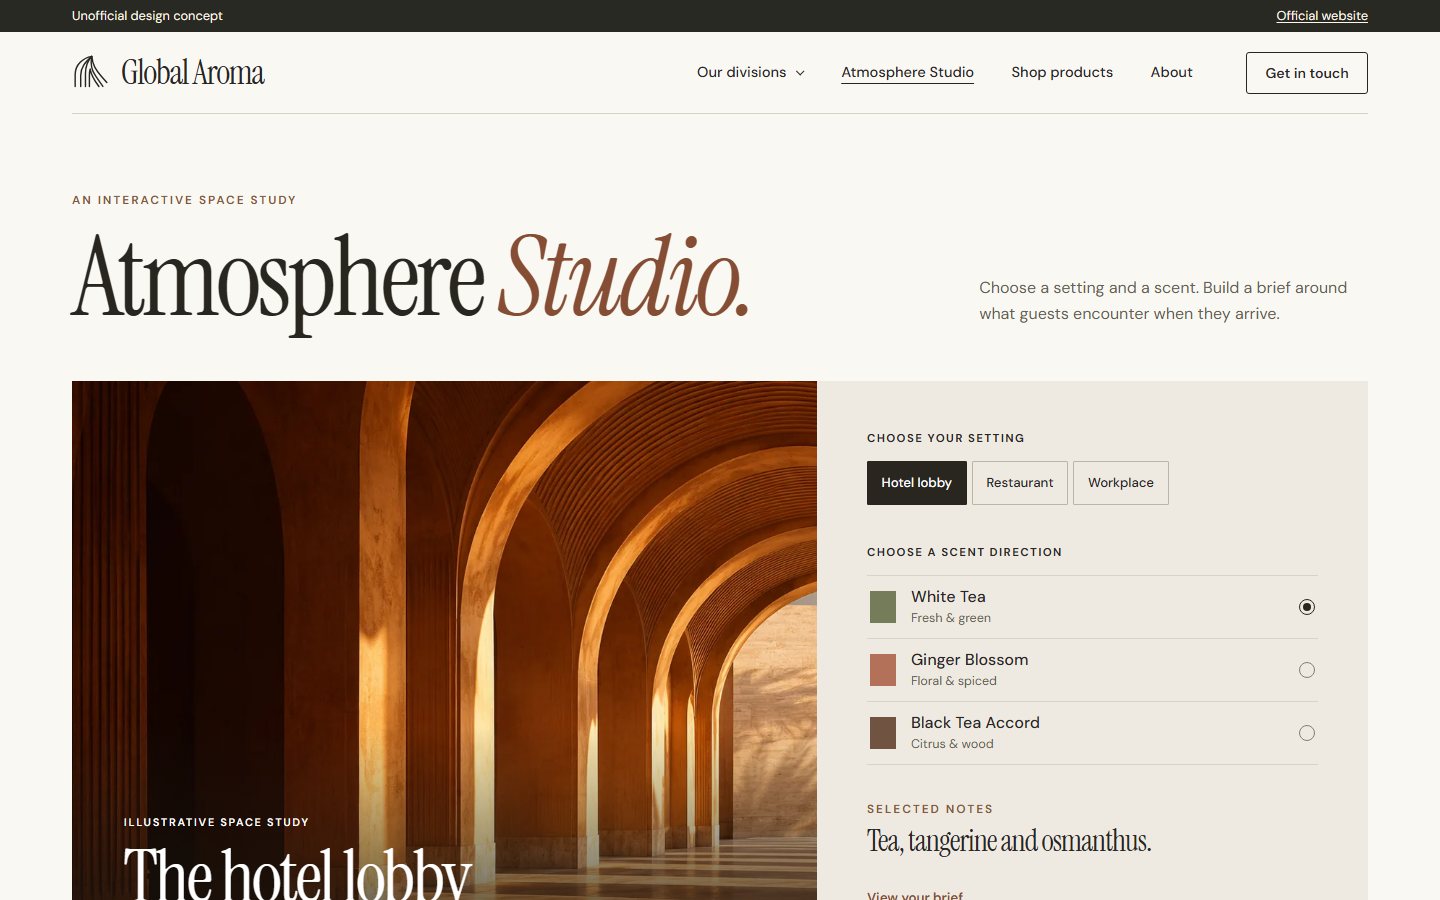 Unofficial design concept
Official website
Global Aroma
Our divisions
Atmosphere Studio
Shop products
About
Get in touch
AN INTERACTIVE SPACE STUDY
Atmosphere Studio.
Choose a setting and a scent. Build a brief around
what guests encounter when they arrive.
ILLUSTRATIVE SPACE STUDY
The hotel lobby
CHOOSE YOUR SETTING
Hotel lobby
Restaurant
Workplace
CHOOSE A SCENT DIRECTION
White Tea
Fresh & green
Ginger Blossom
Floral & spiced
Black Tea Accord
Citrus & wood
SELECTED NOTES
Tea, tangerine and osmanthus.
View your brief